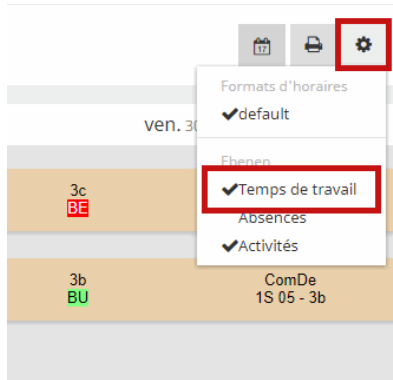 17
Formats d'horaires
✔default
ven. 30
Ebenen
✔Temps de travail
Absences
✔Activités
3c
BE
3b
BU
ComDe
1S 05 - 3b